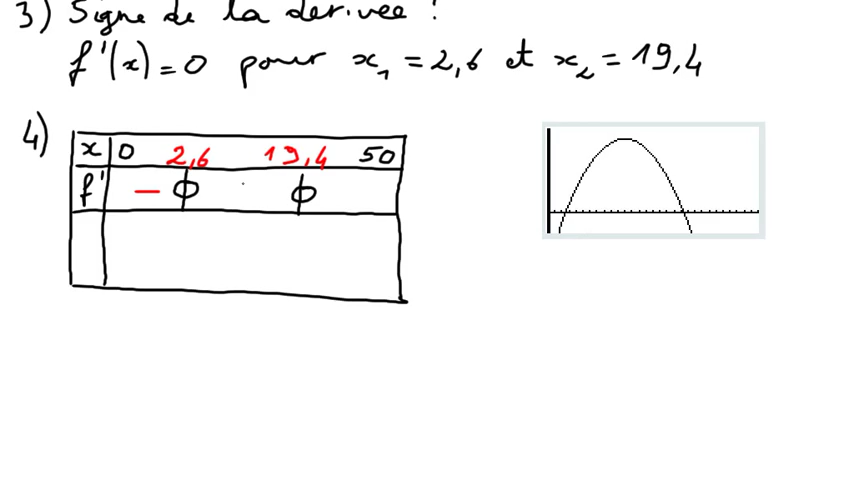 3) Signe de la dérivée :
f'(x) = 0 pour x₁ = 2,6 et x₂ = 19,4
4)
x 0 2,6 19,4 50
f' - 0 0